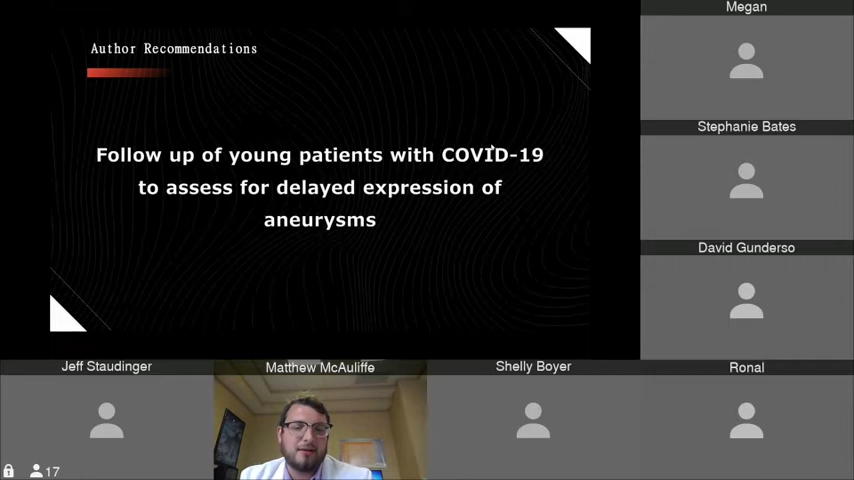 Author Recommendations
Follow up of young patients with COVID-19
to assess for delayed expression of
aneurysms
Megan
Stephanie Bates
David Gunderso
Jeff Staudinger
Matthew McAuliffe
Shelly Boyer
Ronal
17